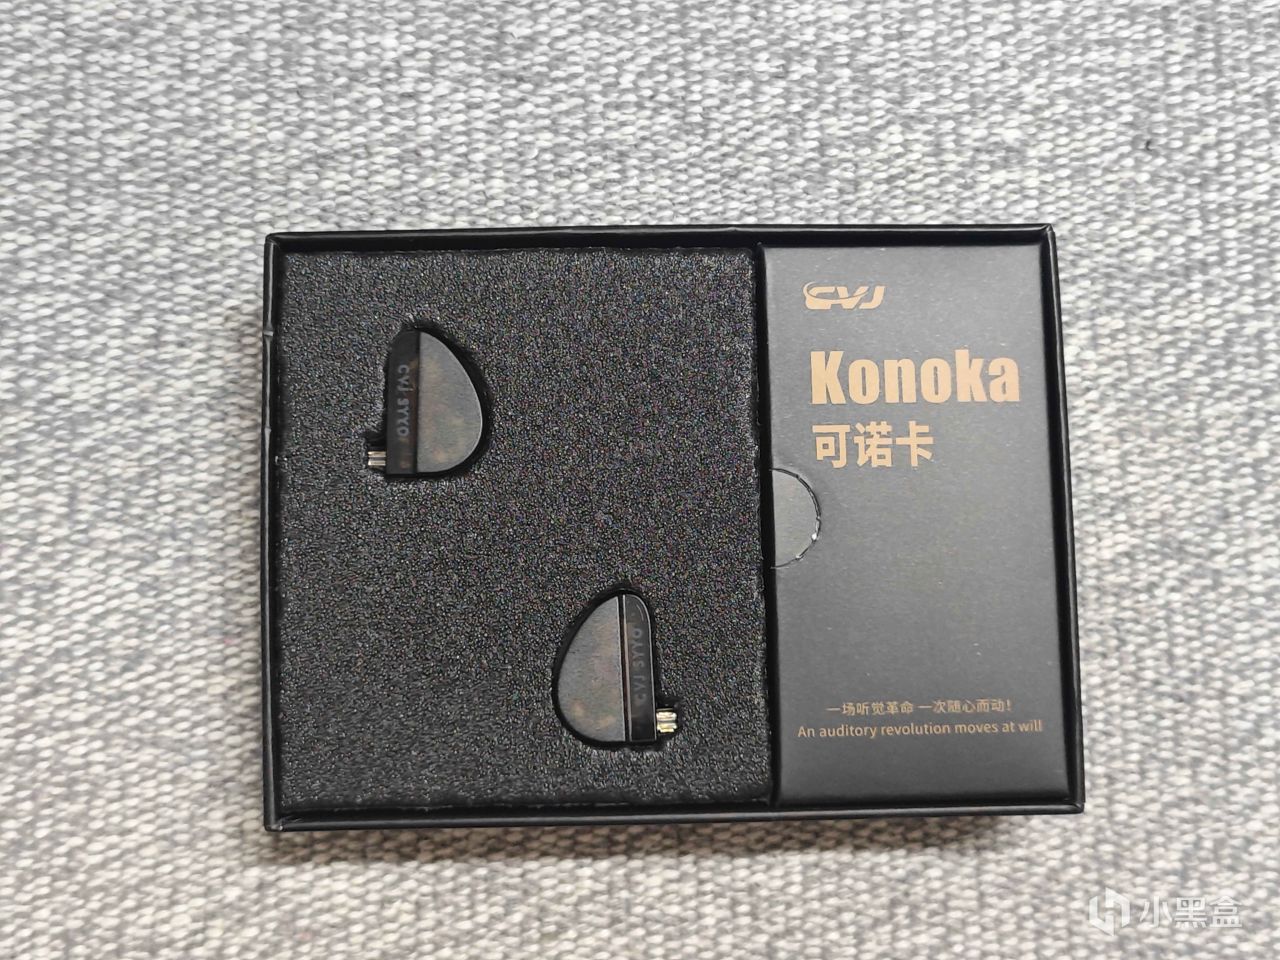 CVJ SYYO
CVJ SYYO
CVJ
Konoka
可诺卡
一场听觉革命 一次随心而动!
An auditory revolution moves at will
小黑盒